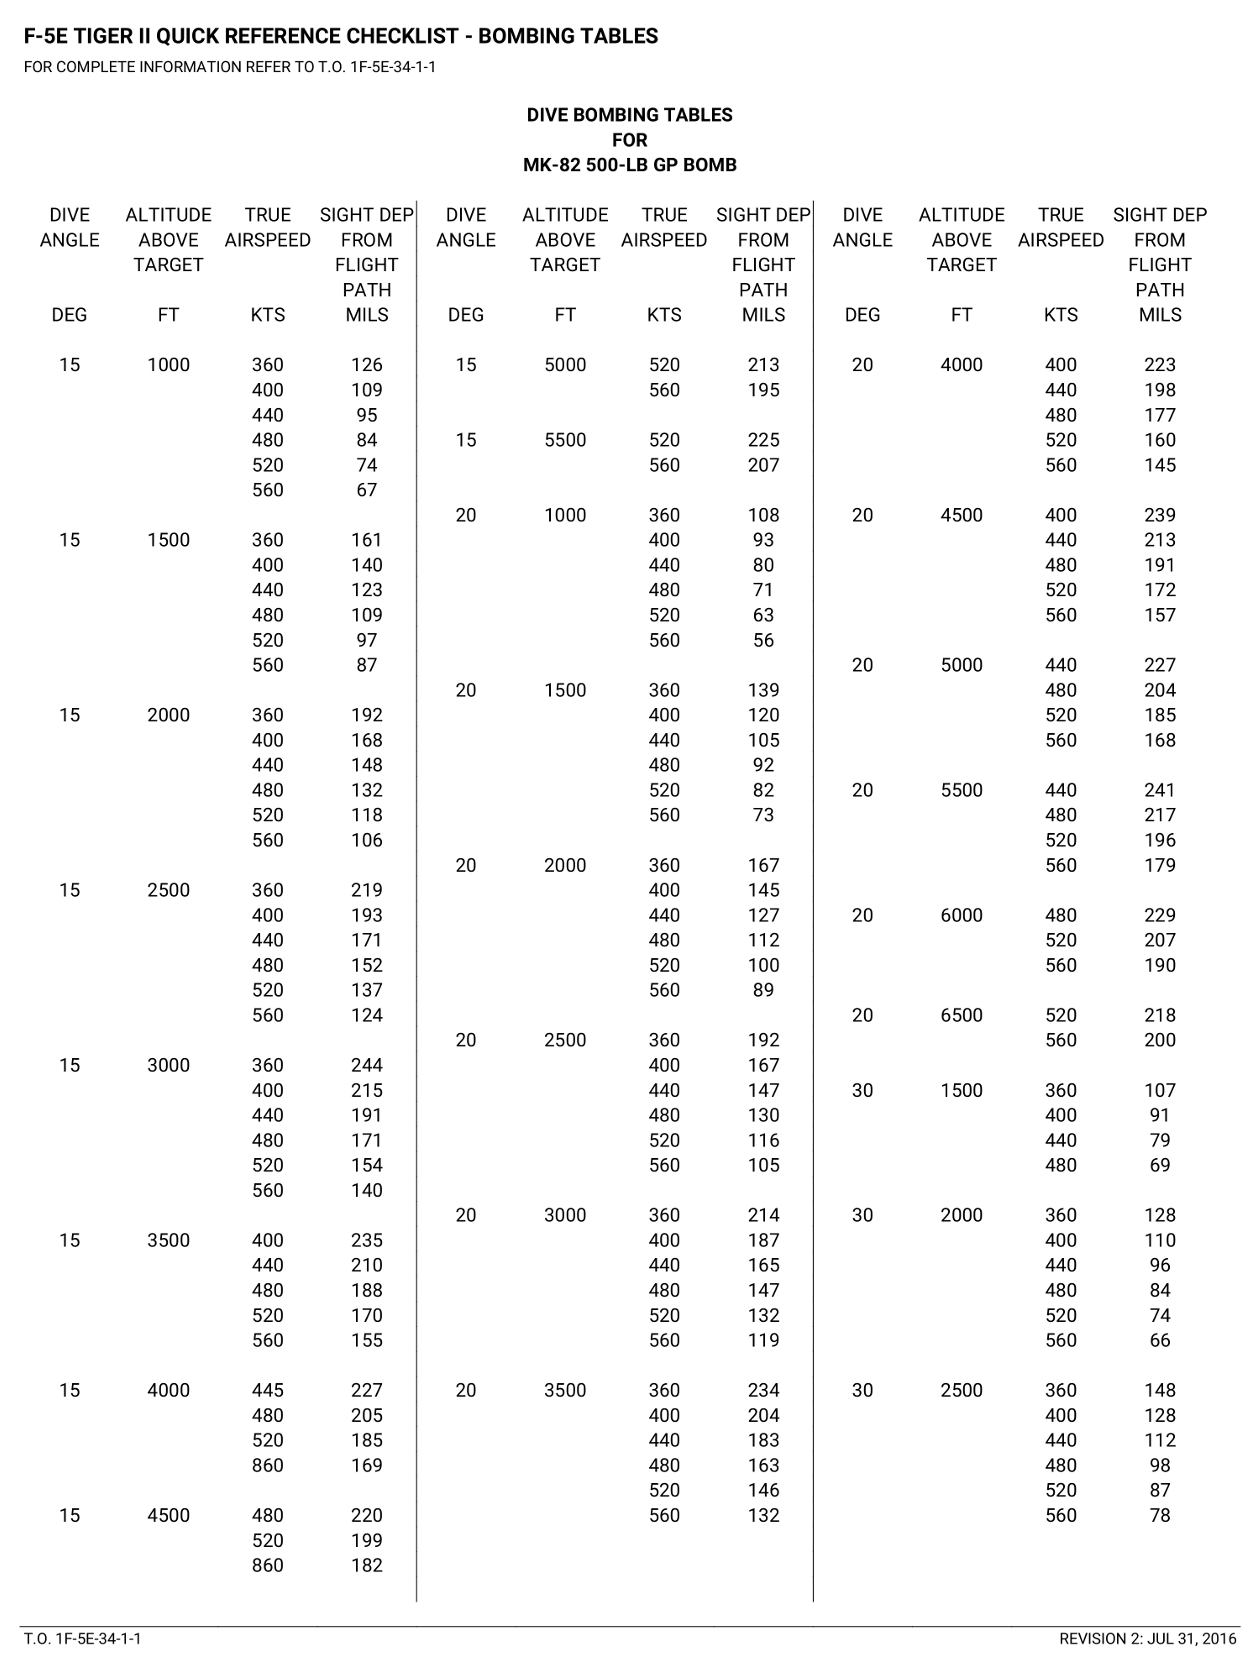 F-5E TIGER II QUICK REFERENCE CHECKLIST - BOMBING TABLES
FOR COMPLETE INFORMATION REFER TO T.O. 1F-5E-34-1-1
DIVE BOMBING TABLES
FOR
MK-82 500-LB GP BOMB
DIVE ALTITUDE TRUE SIGHT DEP
ANGLE ABOVE AIRSPEED FROM
TARGET FLIGHT
PATH
DEG FT KTS MILS
15 1000 360 126
400 109
440 95
480 84
520 74
560 67
15 1500 360 161
400 140
440 123
480 109
520 97
560 87
15 2000 360 192
400 168
440 148
480 132
520 118
560 106
15 2500 360 219
400 193
440 171
480 152
520 137
560 124
15 3000 360 244
400 215
440 191
480 171
520 154
560 140
15 3500 400 235
440 210
480 188
520 170
560 155
15 4000 445 227
480 205
520 185
860 169
15 4500 480 220
520 199
860 182
DIVE ALTITUDE TRUE SIGHT DEP
ANGLE ABOVE AIRSPEED FROM
TARGET FLIGHT
PATH
DEG FT KTS MILS
15 5000 520 213
560 195
15 5500 520 225
560 207
20 1000 360 108
400 93
440 80
480 71
520 63
560 56
20 1500 360 139
400 120
440 105
480 92
520 82
560 73
20 2000 360 167
400 145
440 127
480 112
520 100
560 89
20 2500 360 192
400 167
440 147
480 130
520 116
560 105
20 3000 360 214
400 187
440 165
480 147
520 132
560 119
20 3500 360 234
400 204
440 183
480 163
520 146
560 132
DIVE ALTITUDE TRUE SIGHT DEP
ANGLE ABOVE AIRSPEED FROM
TARGET FLIGHT
PATH
DEG FT KTS MILS
20 4000 400 223
440 198
480 177
520 160
560 145
20 4500 400 239
440 213
480 191
520 172
560 157
20 5000 440 227
480 204
520 185
560 168
20 5500 440 241
480 217
520 196
560 179
20 6000 480 229
520 207
560 190
20 6500 520 218
560 200
30 1500 360 107
400 91
440 79
480 69
30 2000 360 128
400 110
440 96
480 84
520 74
560 66
30 2500 360 148
400 128
440 112
480 98
520 87
560 78
T.O. 1F-5E-34-1-1
REVISION 2: JUL 31, 2016